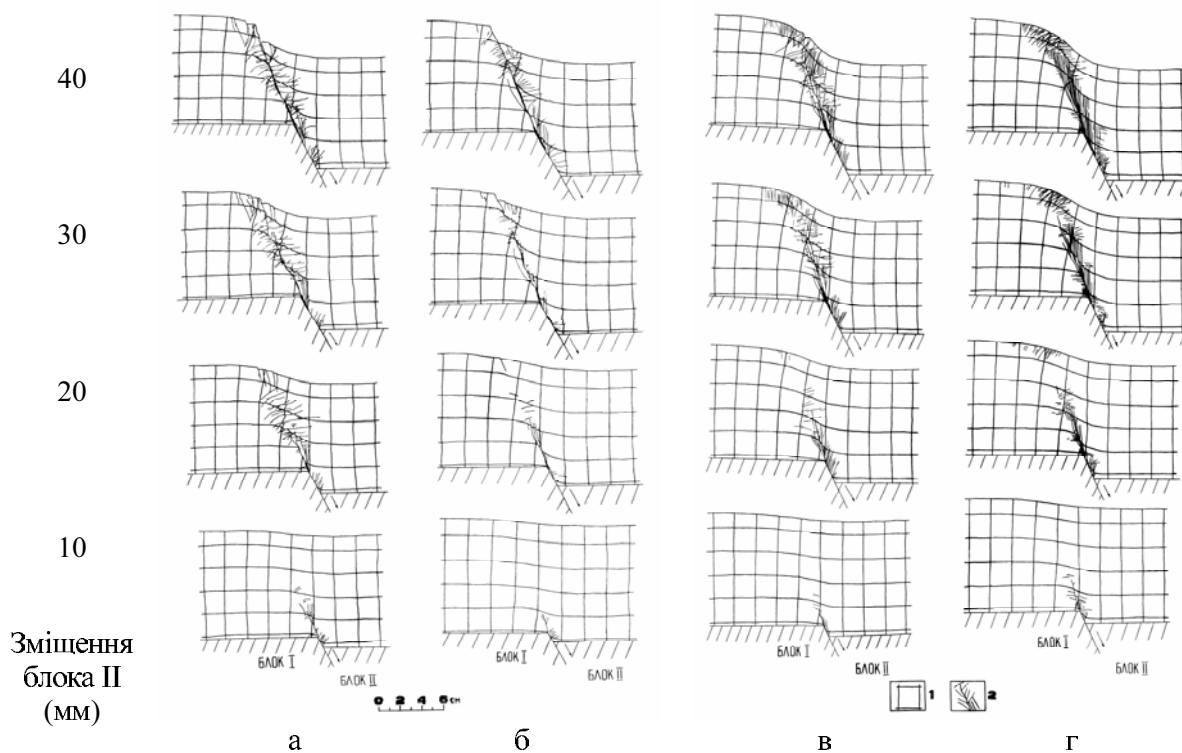 40
30
20
10
Зміщення
блока II
(мм)
БЛОК I
БЛОК II
БЛОК I
БЛОК II
БЛОК I
БЛОК II
БЛОК I
БЛОК II
0 2 4 6 см
1 2
а б в г